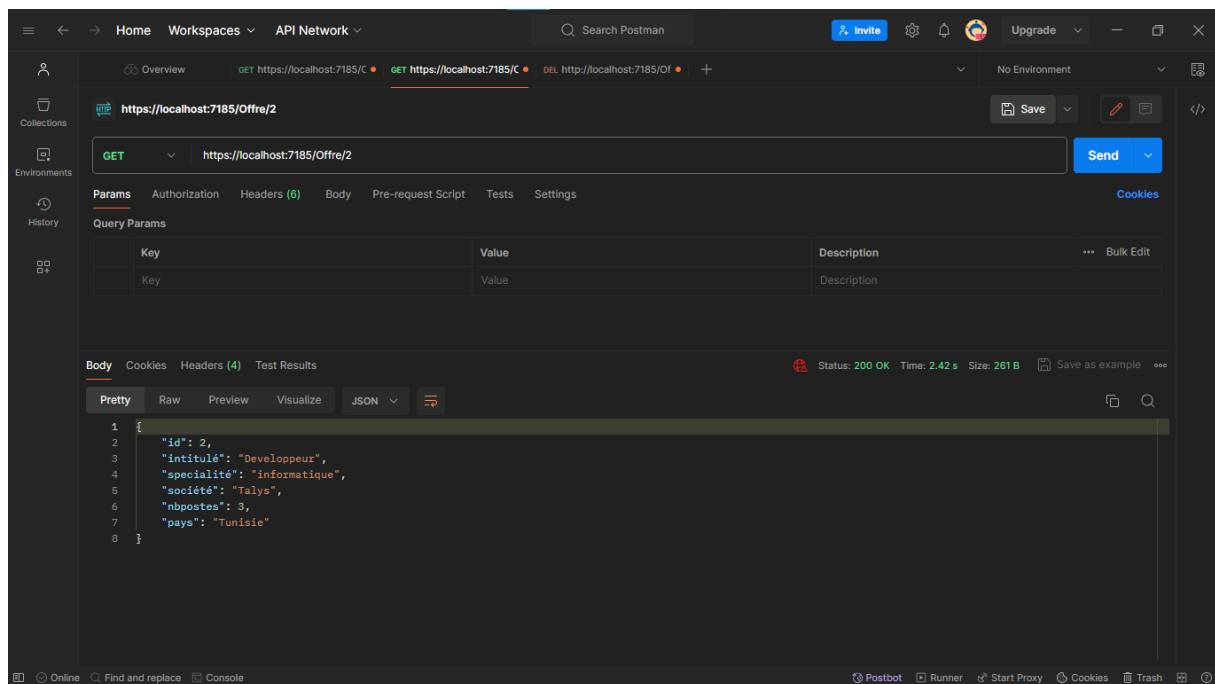 Home Workspaces API Network Search Postman Invite Upgrade
Overview GET https://localhost:7185/C GET https://localhost:7185/C DEL http://localhost:7185/Of No Environment
HTTP https://localhost:7185/Offre/2 Save
Collections
GET https://localhost:7185/Offre/2 Send
Environments
Params Authorization Headers (6) Body Pre-request Script Tests Settings Cookies
History
Query Params
Key Value Description Bulk Edit
Key Value Description
Body Cookies Headers (4) Test Results Status: 200 OK Time: 2.42 s Size: 261 B Save as example
Pretty Raw Preview Visualize JSON
1 {
2 "id": 2,
3 "intitulé": "Developpeur",
4 "specialité": "informatique",
5 "société": "Talys",
6 "nbpostes": 3,
7 "pays": "Tunisie"
8 }
Online Find and replace Console Postbot Runner Start Proxy Cookies Trash